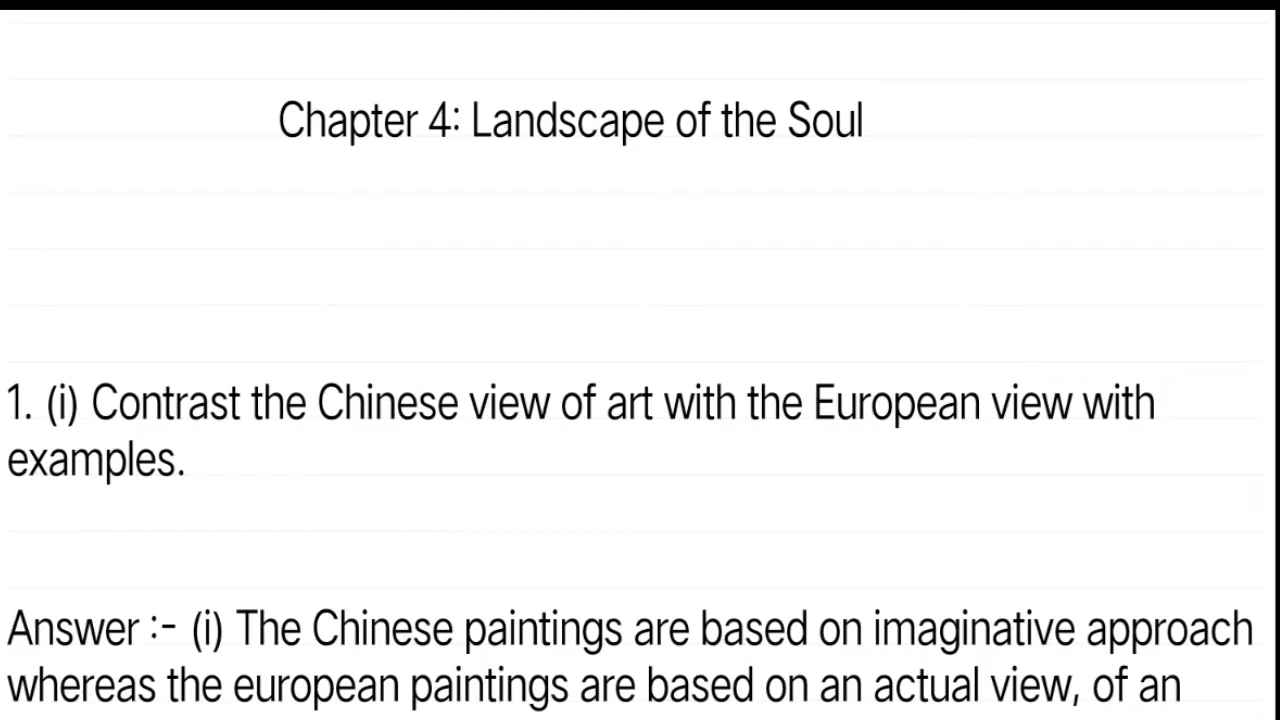 Chapter 4: Landscape of the Soul
1. (i) Contrast the Chinese view of art with the European view with
examples.
Answer :- (i) The Chinese paintings are based on imaginative approach
whereas the european paintings are based on an actual view, of an